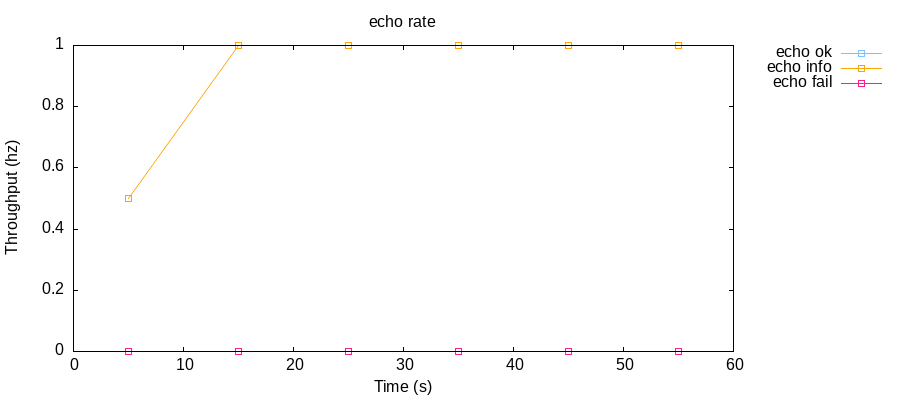 echo rate
echo ok
echo info
echo fail
Throughput (hz)
1
0.8
0.6
0.4
0.2
0
0 10 20 30 40 50 60
Time (s)